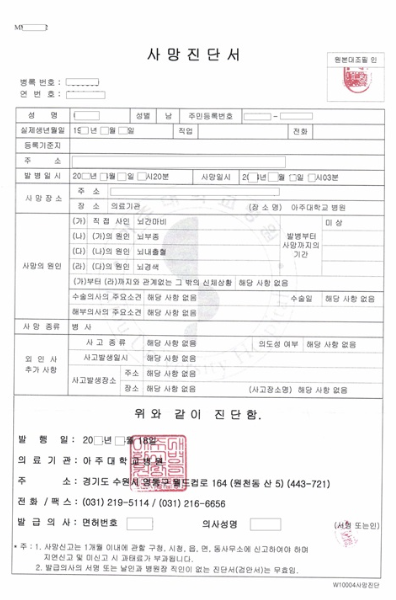 사 망 진 단 서
원본대조필 인
병록 번호 :
연 번 호 :
성 명 성별 남 주민등록번호 -
실제생년월일 19 년 월 일 직업 전화
등록기준지
주 소
발 병 일 시 20 년 월 일 시20분 사망일시 2 년 월 일 시03분
사망 장소 주 소
장 소 의료기관 (장 소 명) 아주대학교 병원
사망의 원인 (가) 직접 사인 뇌간마비 발병부터 사망까지의 기간 미 상
(나) (가)의 원인 뇌부종
(다) (나)의 원인 뇌내출혈
(라) (다)의 원인 뇌경색
(가)부터 (라)까지와 관계없는 그 밖의 신체상황 해당 사항 없음
수술의사의 주요소견 해당 사항 없음 수술일 해당 사항 없음
해부의사의 주요소견 해당 사항 없음
사망 종류 병 사
외 인 사 추가 사항 사고 종류 해당 사항 없음 의도성 여부 해당 사항 없음
사고발생일시 해당 사항 없음
사고발생장소 주소 해당 사항 없음
장소 해당 사항 없음 (사고장소명) 해당 사항 없음
위 와 같 이 진 단 함.
발 행 일 : 20 년 월 18일
의 료 기 관 : 아주대학교병원
주 소 : 경기도 수원시 영통구 월드컵로 164 (원천동 산 5) (443-721)
전화 / 팩스 : (031) 219-5114 / (031) 216-6656
발 급 의 사 : 면허번호 의사성명 (서명 또는인)
* 주 : 1. 사망신고는 1개월 이내에 관할 구청, 시청, 읍, 면, 동사무소에 신고하여야 하며
지연신고 및 미신고 시 과태료가 부과됩니다.
2. 발급의사의 서명 또는 날인과 병원장 직인이 없는 진단서(검안서)는 무효임.
W10004사망진단